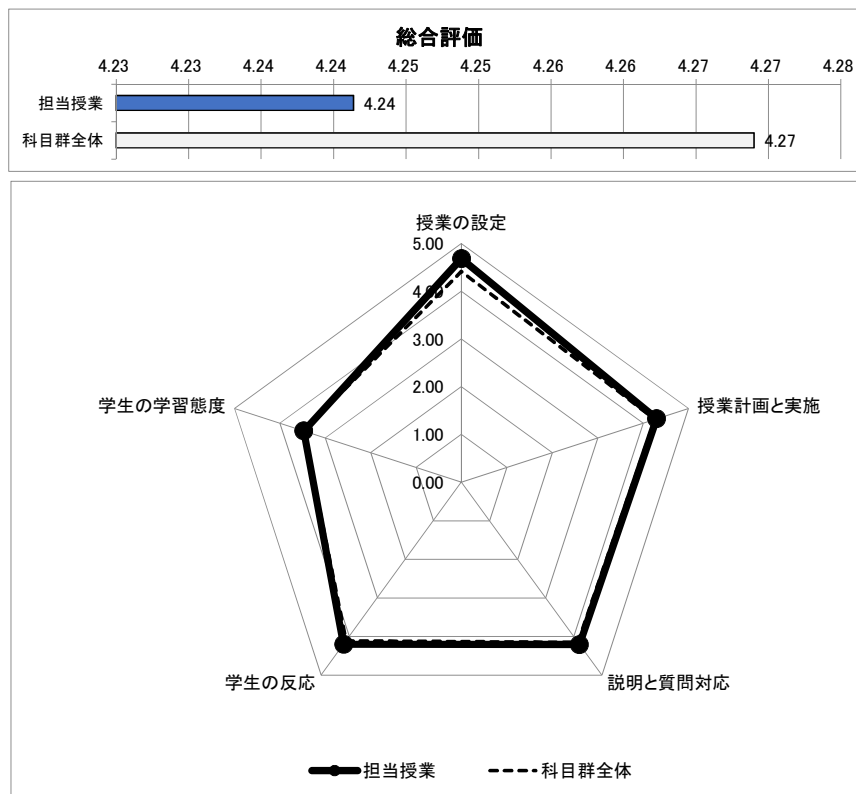 総合評価
4.23 4.23 4.24 4.24 4.25 4.25 4.26 4.26 4.27 4.27 4.28
担当授業 4.24
科目群全体 4.27
授業の設定
5.00
4.00
3.00
2.00
1.00
0.00
学生の学習態度
授業計画と実施
学生の反応
説明と質問対応
担当授業 科目群全体